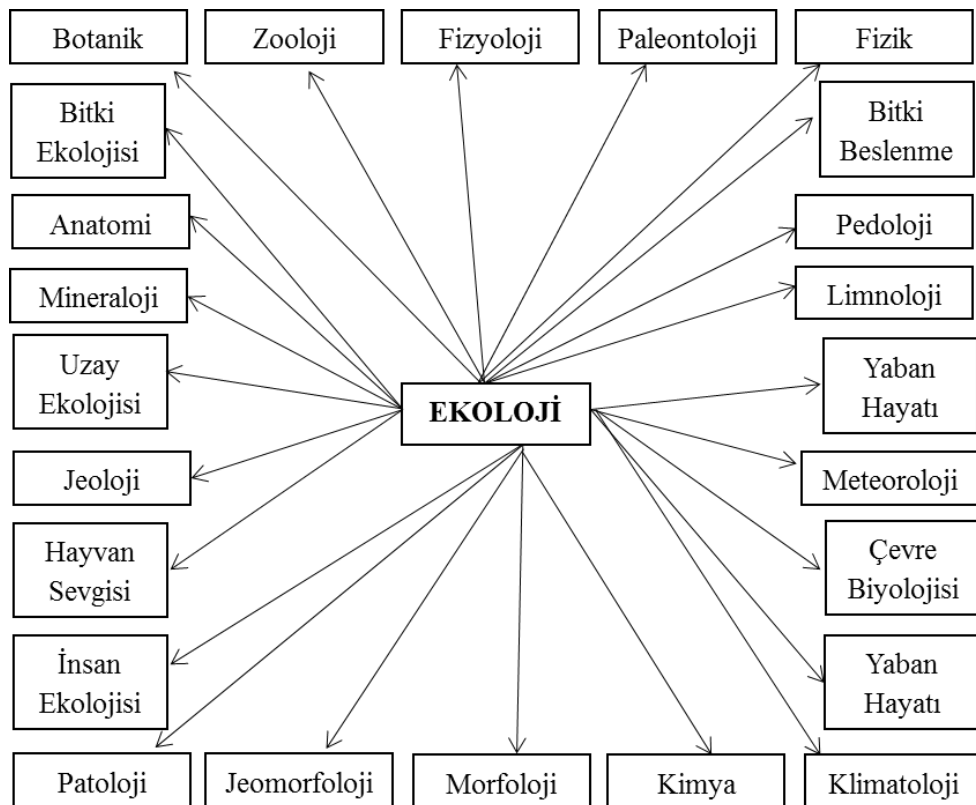 Botanik
Zooloji
Fizyoloji
Paleontoloji
Fizik
Bitki
Ekolojisi
Bitki
Beslenme
Anatomi
Pedoloji
Mineraloji
Limnoloji
Uzay
Ekolojisi
EKOLOJİ
Yaban
Hayatı
Jeoloji
Meteoroloji
Hayvan
Sevgisi
Çevre
Biyolojisi
İnsan
Ekolojisi
Yaban
Hayatı
Patoloji
Jeomorfoloji
Morfoloji
Kimya
Klimatoloji